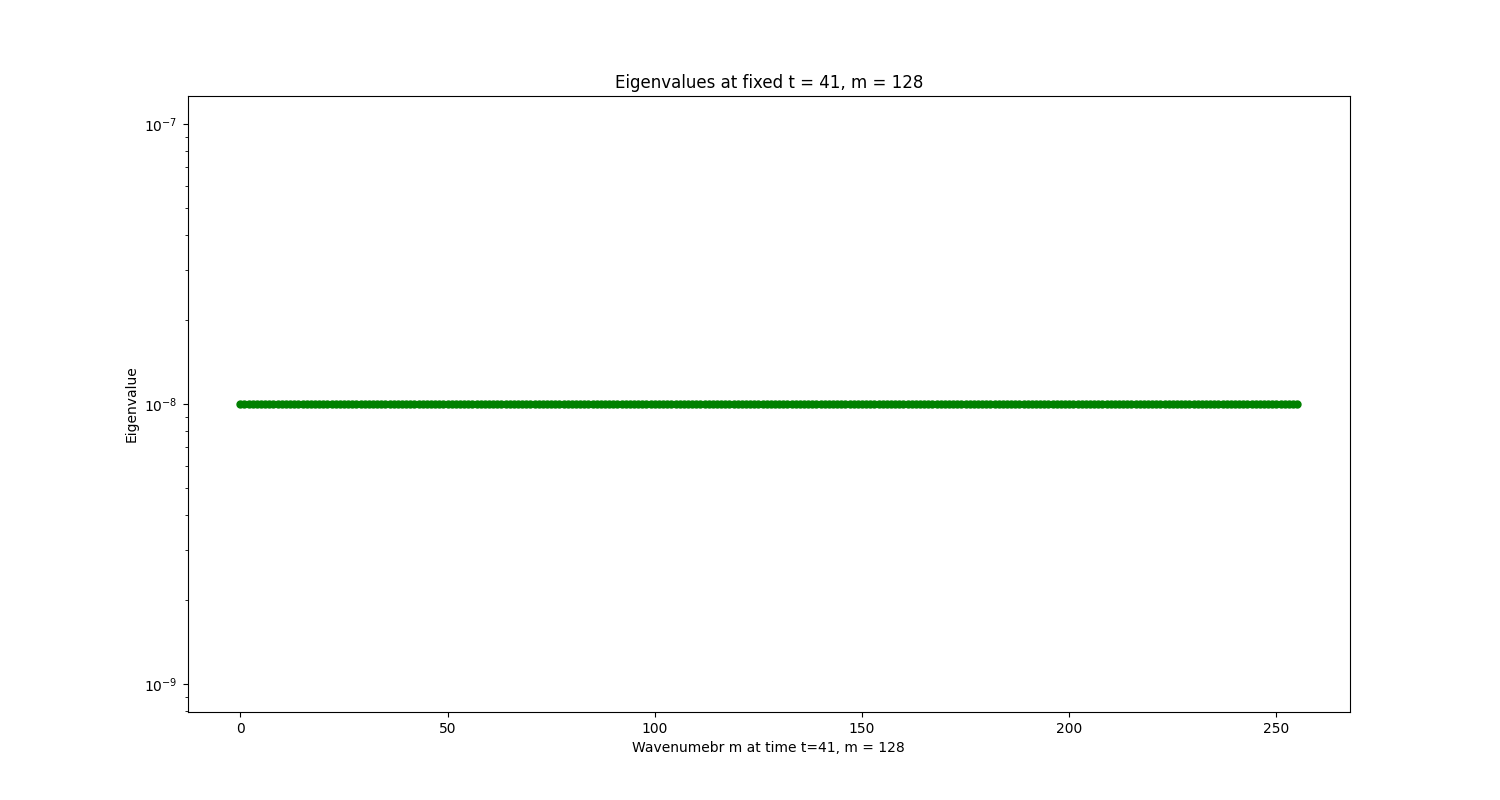 Eigenvalues at fixed t = 41, m = 128
10⁻⁷
10⁻⁸
10⁻⁹
Eigenvalue
0 50 100 150 200 250
Wavenumebr m at time t=41, m = 128